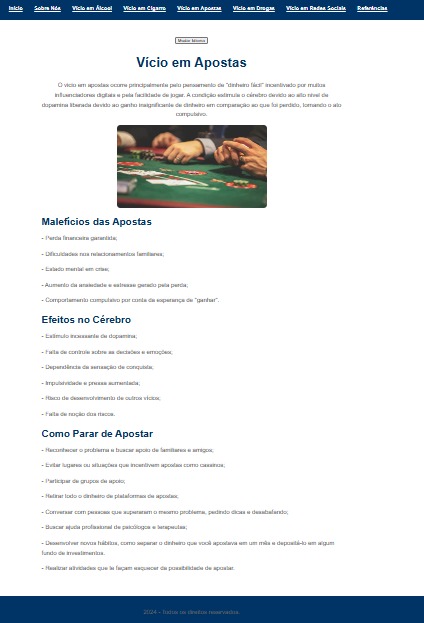 Início Sobre Nós Vício em Álcool Vício em Cigarro Vício em Apostas Vício em Drogas Vício em Redes Sociais Referências
Mudar Idioma
Vício em Apostas
O vício em apostas ocorre principalmente pelo pensamento de "dinheiro fácil" incentivado por muitos
influenciadores digitais e pela facilidade de jogar. A condição estimula o cérebro devido ao alto nível de
dopamina liberada devido ao ganho insignificante de dinheiro em comparação ao que foi perdido, tornando o ato
compulsivo.
Malefícios das Apostas
- Perda financeira garantida;
- Dificuldades nos relacionamentos familiares;
- Estado mental em crise;
- Aumento da ansiedade e estresse gerado pela perda;
- Comportamento compulsivo por conta da esperança de "ganhar".
Efeitos no Cérebro
- Estímulo incessante de dopamina;
- Falta de controle sobre as decisões e emoções;
- Dependência da sensação de conquista;
- Impulsividade e pressa aumentada;
- Risco de desenvolvimento de outros vícios;
- Falta de noção dos riscos.
Como Parar de Apostar
- Reconhecer o problema e buscar apoio de familiares e amigos;
- Evitar lugares ou situações que incentivem apostas como cassinos;
- Participar de grupos de apoio;
- Retirar todo o dinheiro de plataformas de apostas;
- Conversar com pessoas que superaram o mesmo problema, pedindo dicas e desabafando;
- Buscar ajuda profissional de psicólogos e terapeutas;
- Desenvolver novos hábitos, como separar o dinheiro que você apostava em um mês e depositá-lo em algum
fundo de investimentos.
- Realizar atividades que te façam esquecer da possibilidade de apostar.
2024 - Todos os direitos reservados.